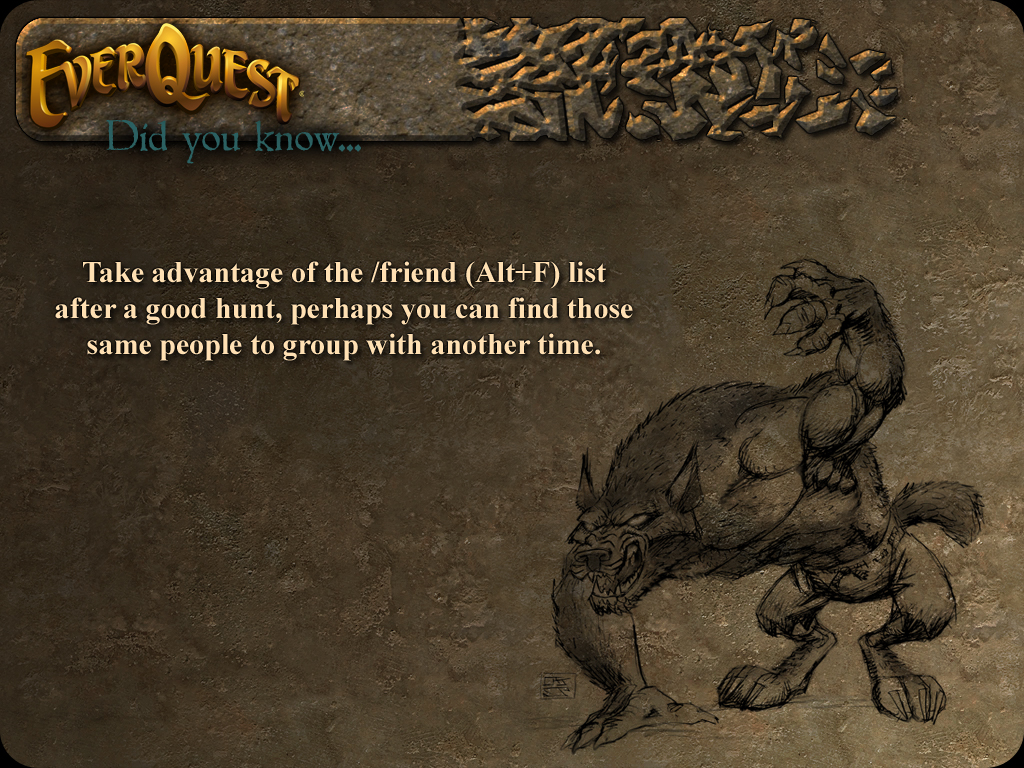 EverQuest
Did you know...
Take advantage of the /friend (Alt+F) list
after a good hunt, perhaps you can find those
same people to group with another time.